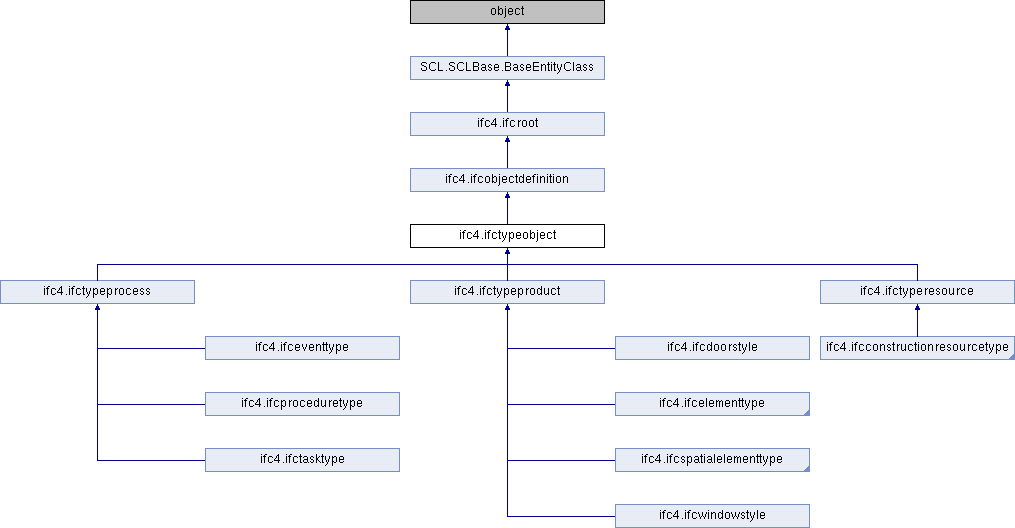 object
SCL.SCLBase.BaseEntityClass
ifc4.ifcroot
ifc4.ifcobjectdefinition
ifc4.ifctypeobject
ifc4.ifctypeprocess
ifc4.ifctypeproduct
ifc4.ifctyperesource
ifc4.ifceventtype
ifc4.ifcdoorstyle
ifc4.ifcconstructionresourcetype
ifc4.ifcproceduretype
ifc4.ifcelementtype
ifc4.ifctasktype
ifc4.ifcspatialelementtype
ifc4.ifcwindowstyle